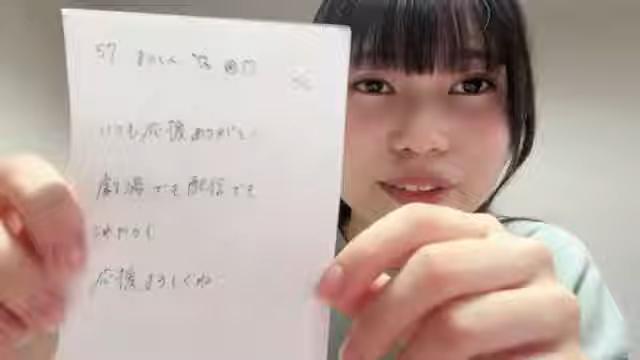 57
いつも応援ありがとう
劇場でも配信でも
これからも
応援よろしくね